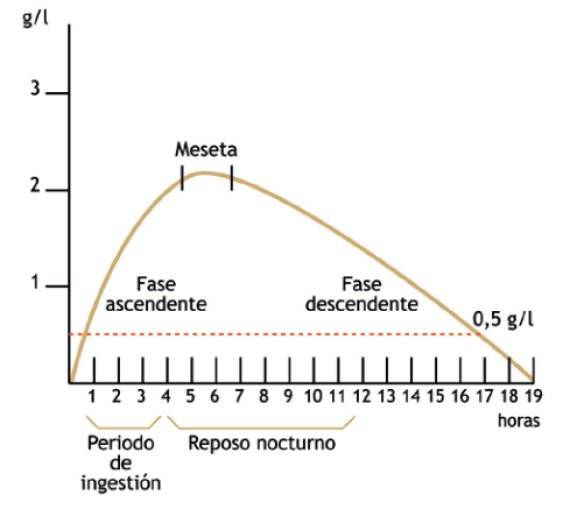 g/l
3
Meseta
2
1
Fase
ascendente
Fase
descendente
0,5 g/l
1 2 3 4 5 6 7 8 9 10 11 12 13 14 15 16 17 18 19
horas
Periodo
de
ingestión
Reposo nocturno